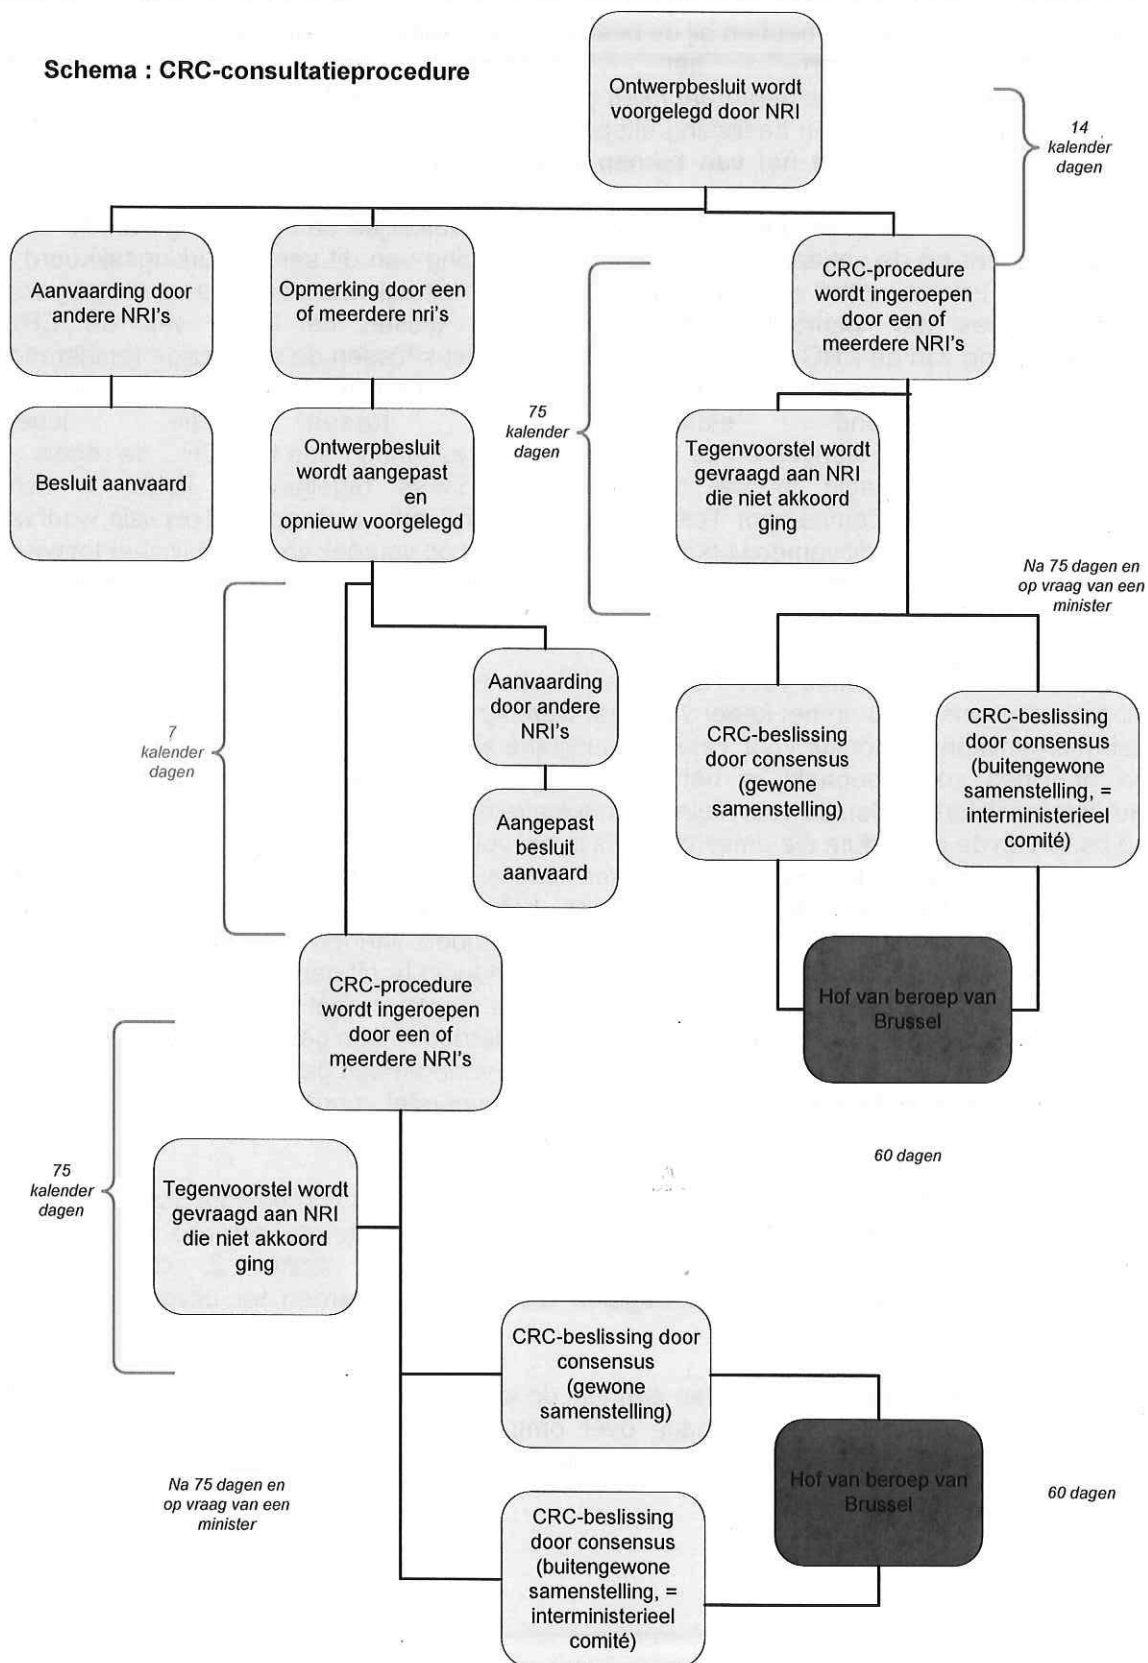 Schema : CRC-consultatieprocedure
Ontwerpbesluit wordt
voorgelegd door NRI
14
kalender
dagen
Aanvaarding door
andere NRI's
Opmerking door een
of meerdere nri's
CRC-procedure
wordt ingeroepen
door een of
meerdere NRI's
75
kalender
dagen
Besluit aanvaard
Ontwerpbesluit
wordt aangepast
en
opnieuw voorgelegd
Tegenvoorstel wordt
gevraagd aan NRI
die niet akkoord
ging
Na 75 dagen en
op vraag van een
minister
7
kalender
dagen
Aanvaarding
door andere
NRI's
Aangepast
besluit
aanvaard
CRC-beslissing
door consensus
(gewone
samenstelling)
CRC-beslissing
door consensus
(buitengewone
samenstelling, =
interministerieel
comité)
Hof van beroep van
Brussel
60 dagen
CRC-procedure
wordt ingeroepen
door een of
meerdere NRI's
75
kalender
dagen
Tegenvoorstel wordt
gevraagd aan NRI
die niet akkoord
ging
CRC-beslissing door
consensus
(gewone
samenstelling)
Na 75 dagen en
op vraag van een
minister
CRC-beslissing
door consensus
(buitengewone
samenstelling, =
interministerieel
comité)
Hof van beroep van
Brussel
60 dagen